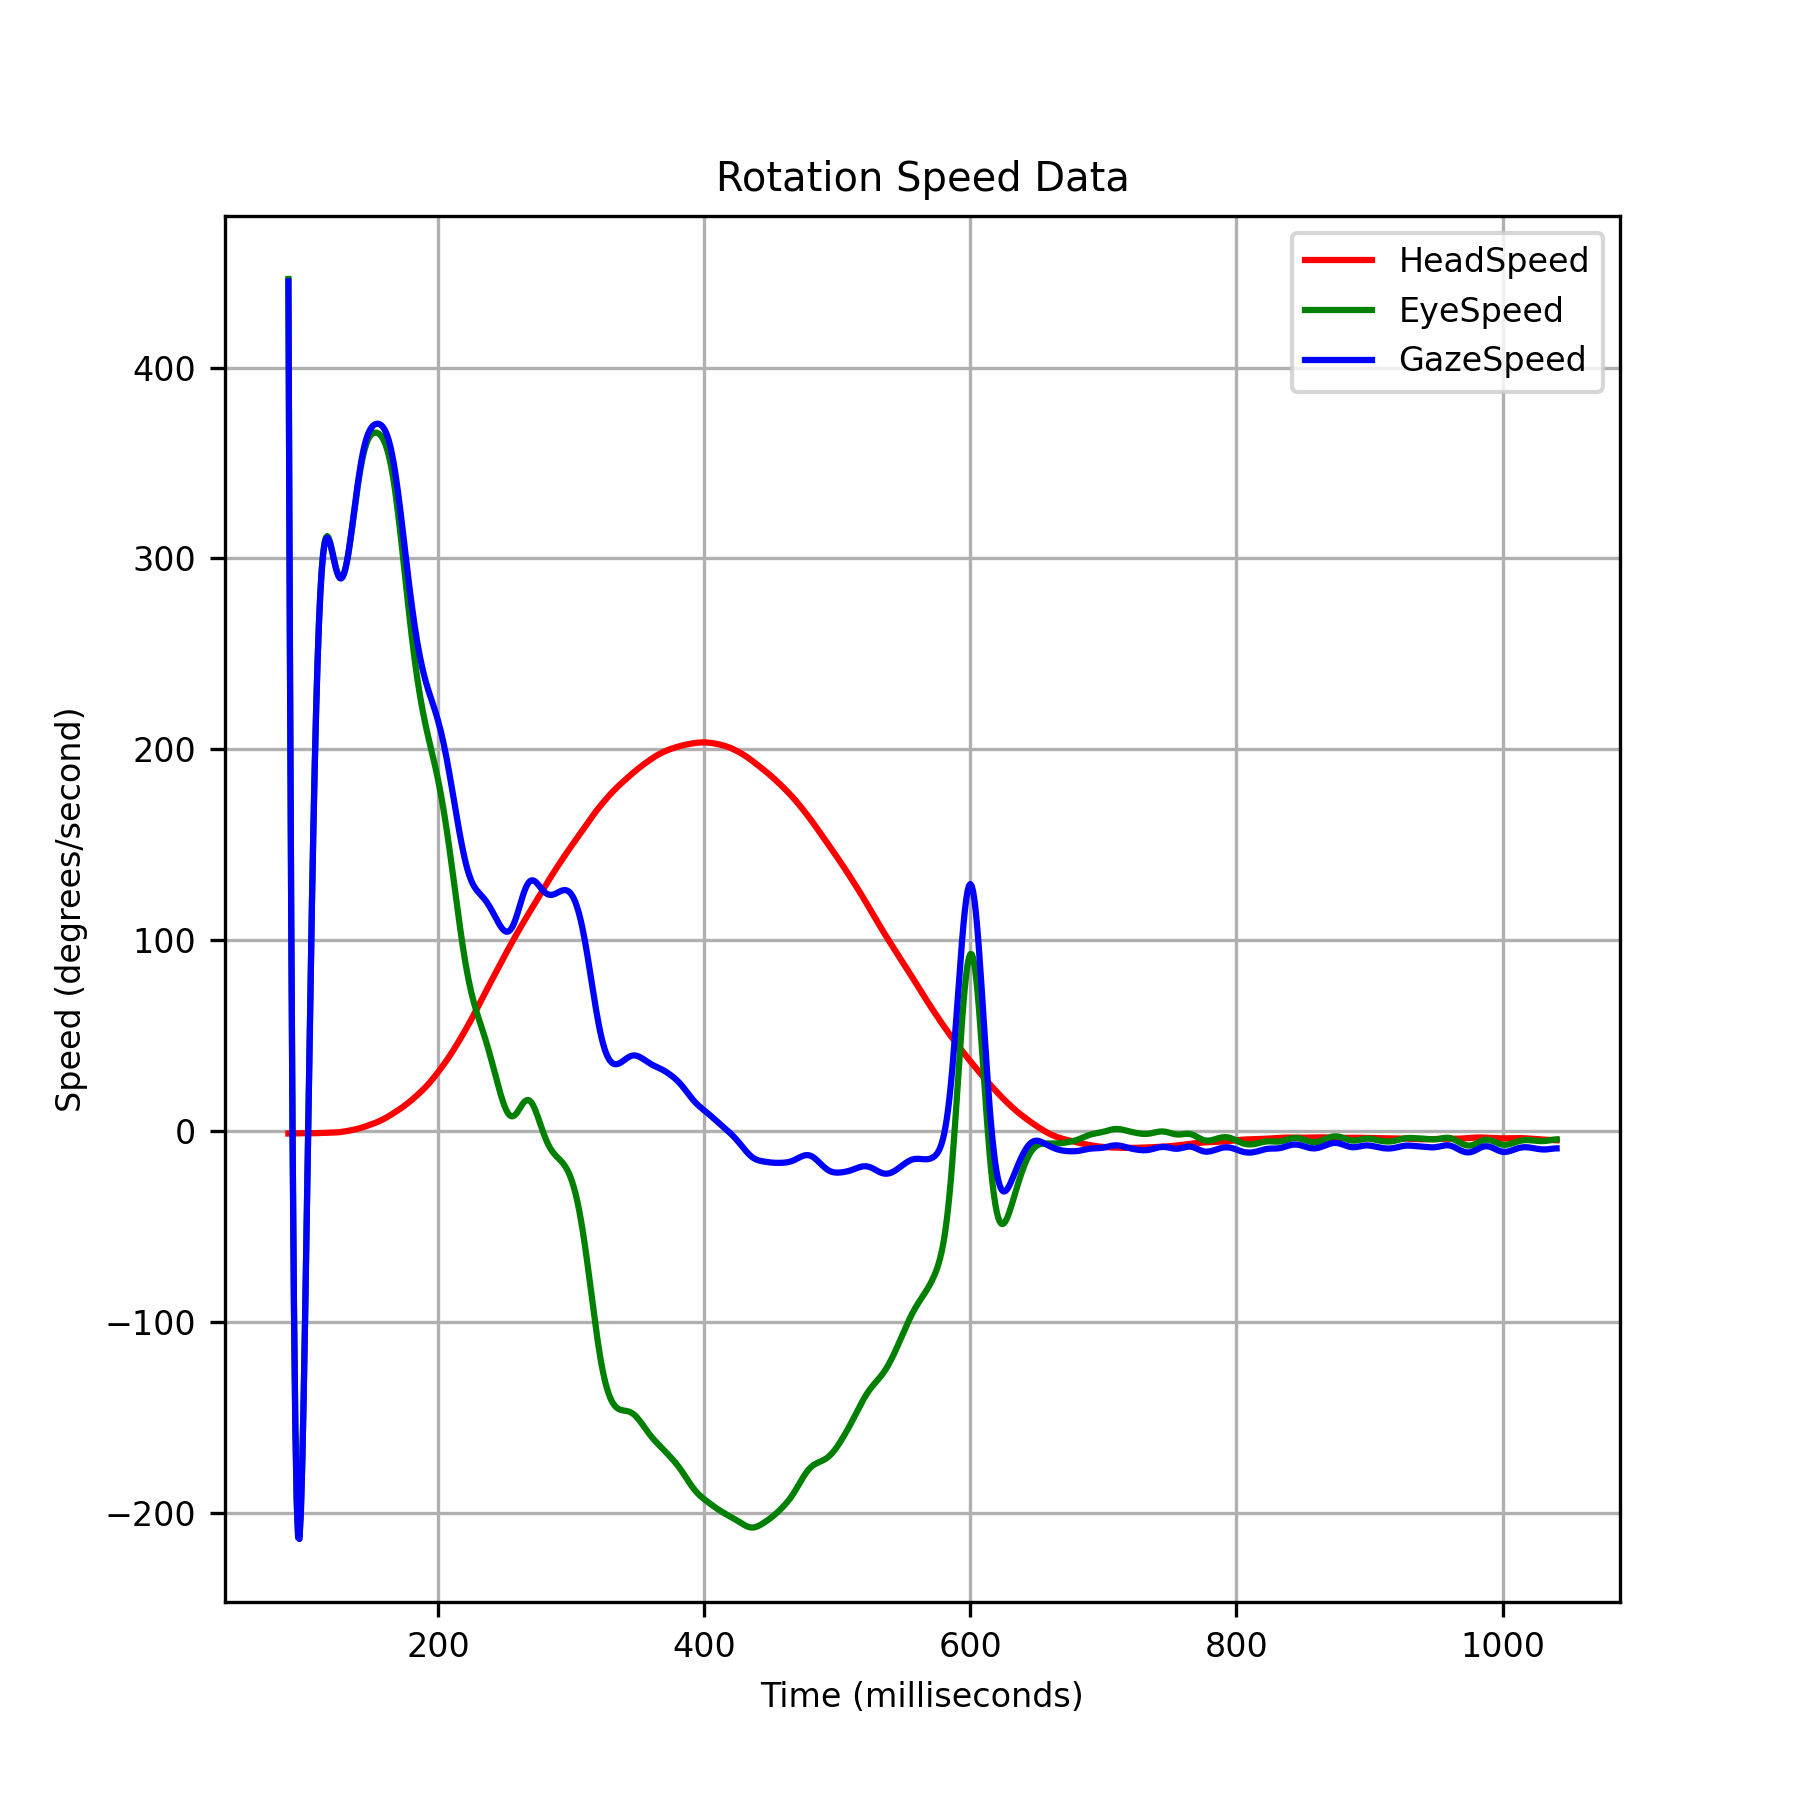 Rotation Speed Data
HeadSpeed
EyeSpeed
GazeSpeed
Speed (degrees/second)
400
300
200
100
0
−100
−200
200 400 600 800 1000
Time (milliseconds)